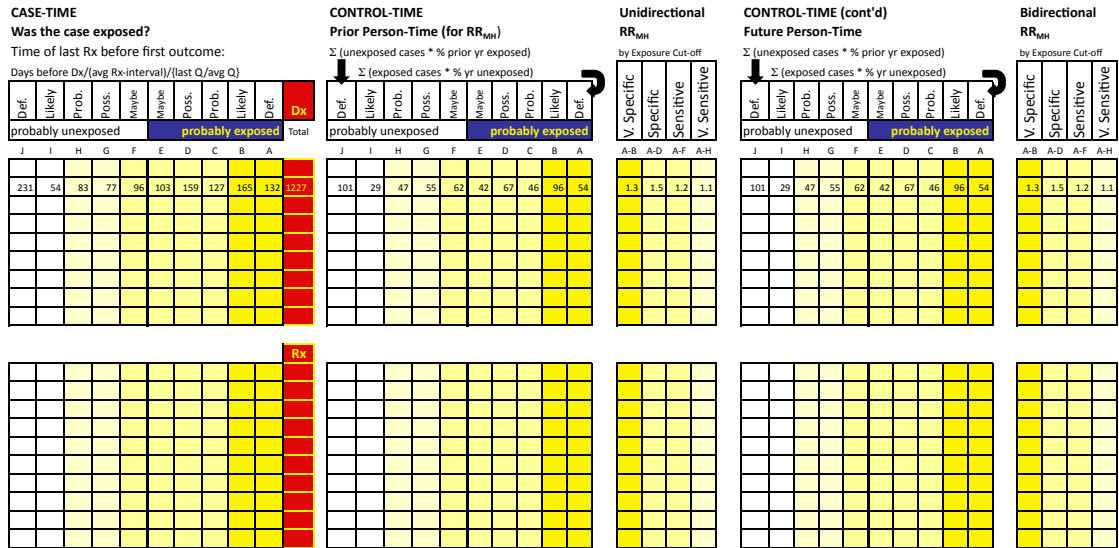 CASE-TIME
Was the case exposed?
Time of last Rx before first outcome:
Days before Dx/(avg Rx-interval)/{last Q/avg Q}
Def. Likely Prob. Poss. Maybe Maybe Poss. Prob. Likely Def. Dx
probably unexposed probably exposed Total
J I H G F E D C B A
231 54 83 77 96 103 159 127 165 132 1227
Rx
CONTROL-TIME
Prior Person-Time (for RRMH)
Σ (unexposed cases * % prior yr exposed)
Σ (exposed cases * % yr unexposed)
Def. Likely Prob. Poss. Maybe Maybe Poss. Prob. Likely Def.
probably unexposed probably exposed
J I H G F E D C B A
101 29 47 55 62 42 67 46 96 54
Unidirectional
RRMH
by Exposure Cut-off
V. Specific Specific Sensitive V. Sensitive
A-B A-D A-F A-H
1.3 1.5 1.2 1.1
CONTROL-TIME (cont'd)
Future Person-Time
Σ (unexposed cases * % prior yr exposed)
Σ (exposed cases * % yr unexposed)
Def. Likely Prob. Poss. Maybe Maybe Poss. Prob. Likely Def.
probably unexposed probably exposed
J I H G F E D C B A
101 29 47 55 62 42 67 46 96 54
Bidirectional
RRMH
by Exposure Cut-off
V. Specific Specific Sensitive V. Sensitive
A-B A-D A-F A-H
1.3 1.5 1.2 1.1